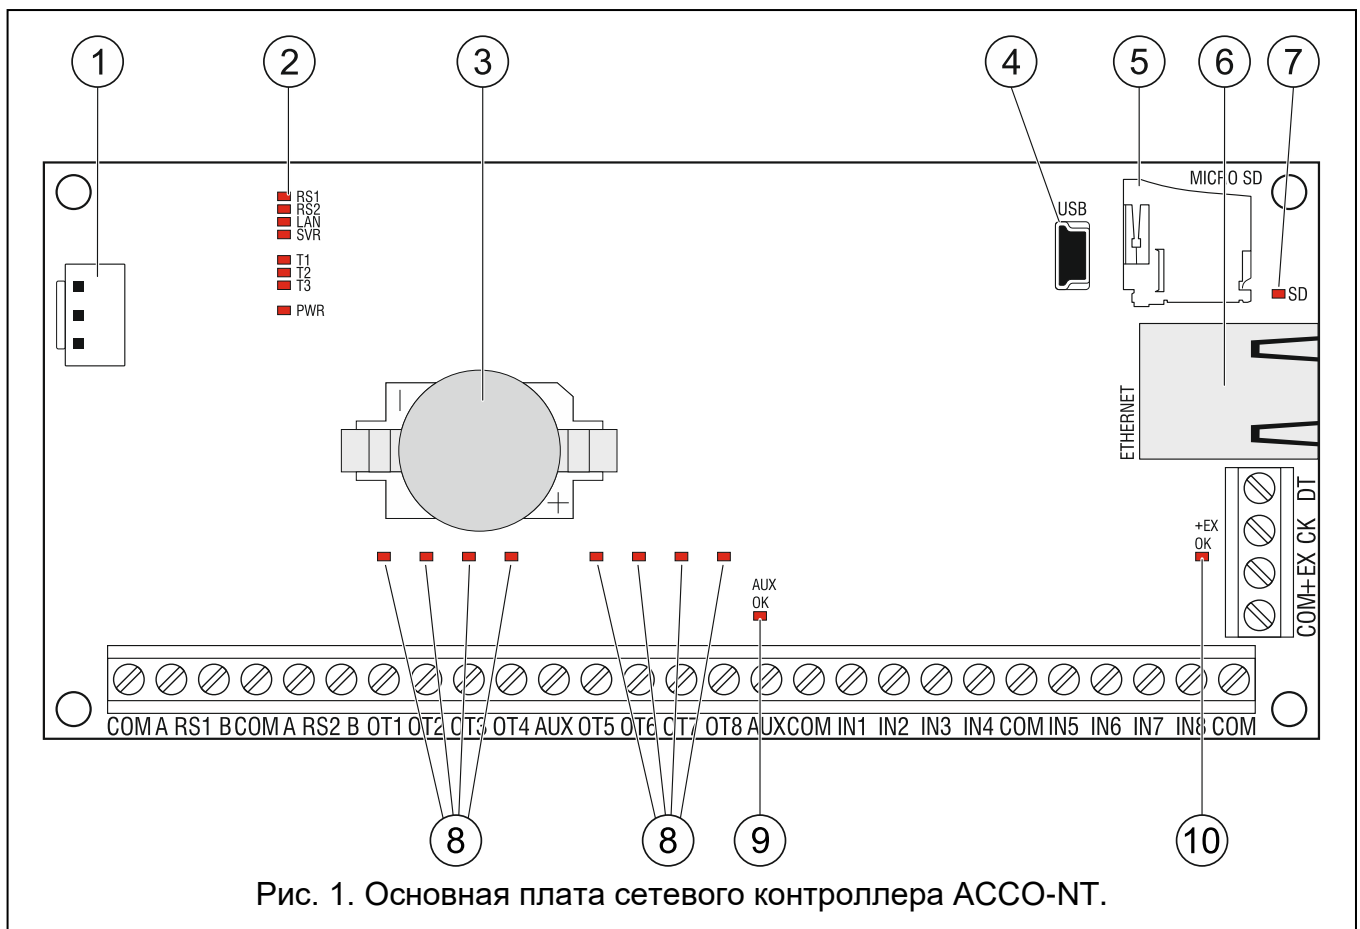 1 2 3 4 5 6 7
MICRO SD
USB
RS1
RS2
LAN
SVR
T1
T2
T3
PWR
SD
ETHERNET
+EX
OK
AUX
OK
COM +EX CK DT
COM A RS1 B COM A RS2 B OT1 OT2 OT3 OT4 AUX OT5 OT6 OT7 OT8 AUX COM IN1 IN2 IN3 IN4 COM IN5 IN6 IN7 IN8 COM
8 8 9 10
Рис. 1. Основная плата сетевого контроллера ACCO-NT.